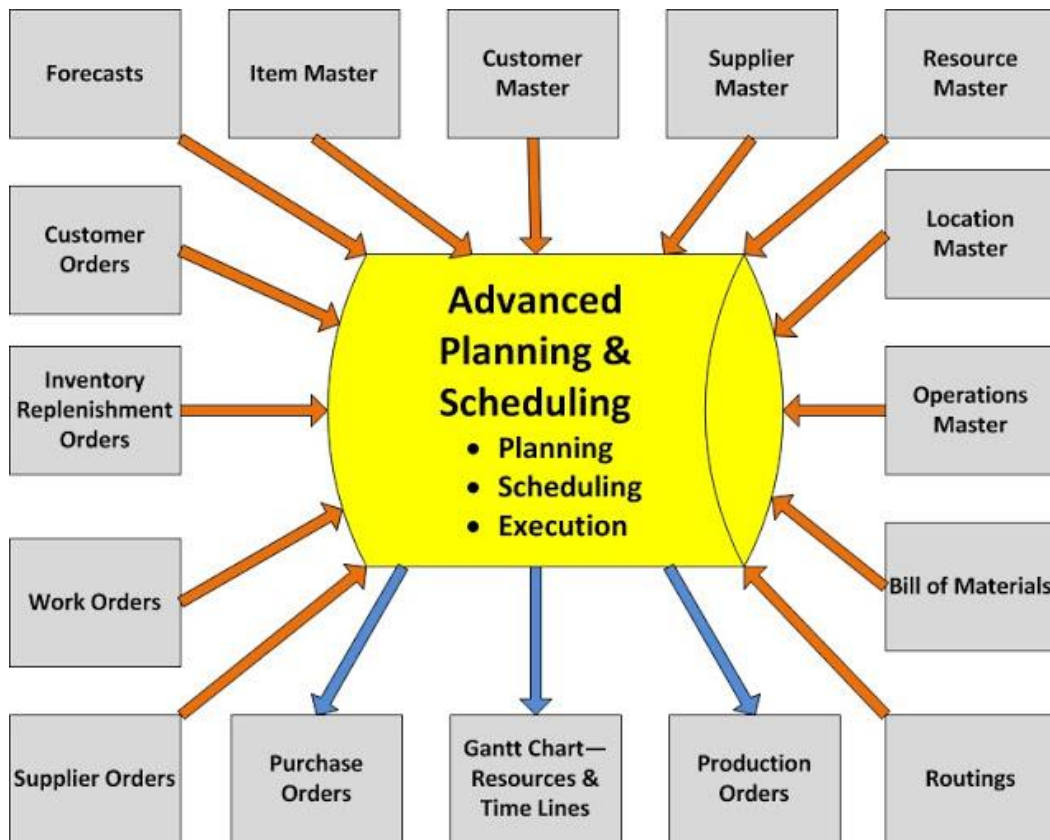 Forecasts
Item Master
Customer
Master
Supplier
Master
Resource
Master
Customer
Orders
Location
Master
Advanced
Planning &
Scheduling
• Planning
• Scheduling
• Execution
Inventory
Replenishment
Orders
Operations
Master
Work Orders
Bill of Materials
Supplier Orders
Purchase
Orders
Gantt Chart—
Resources &
Time Lines
Production
Orders
Routings